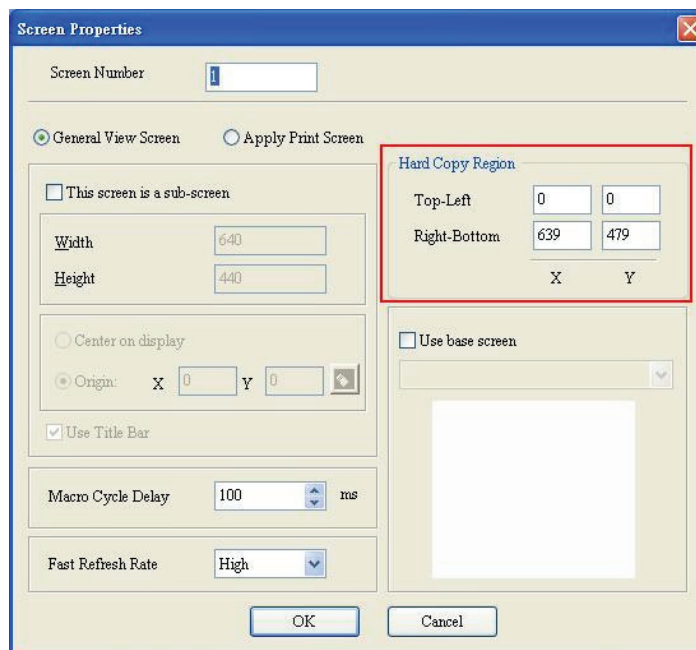 Screen Properties
Screen Number 1
General View Screen Apply Print Screen
This screen is a sub-screen
Width 640
Height 440
Center on display
Origin: X 0 Y 0
Use Title Bar
Macro Cycle Delay 100 ms
Fast Refresh Rate High
Hard Copy Region
Top-Left 0 0
Right-Bottom 639 479
X Y
Use base screen
OK Cancel